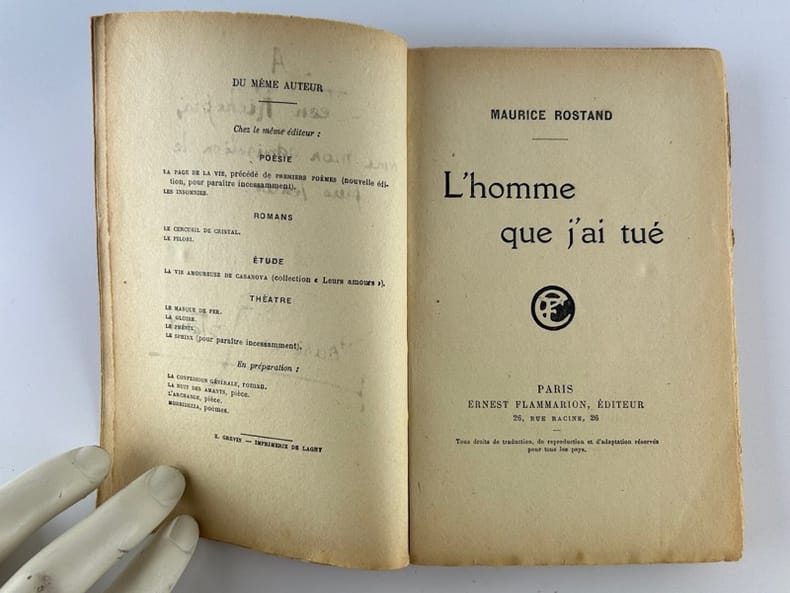 DU MÊME AUTEUR
Chez le même éditeur :
POÉSIE
LA PAGE DE LA VIE, précédé de PREMIERS POÈMES (nouvelle édi-
tion, pour paraître incessamment).
LES INSOMNIES.
ROMANS
LE CERCUEIL DE CRISTAL.
LE PILORI.
ÉTUDE
LA VIE AMOUREUSE DE CASANOVA (collection « Leurs amours »).
THÉATRE
LE MASQUE DE FER.
LA GLOIRE.
LE PHÉNIX.
LE SPHINX (pour paraître incessamment).
En préparation :
LA CONFESSION GÉNÉRALE, roman.
LA NUIT DES AMANTS, pièce.
L'ARCHANGE, pièce.
MORBIDEZZA, poèmes.
E. GREVIN — IMPRIMERIE DE LAGNY
MAURICE ROSTAND
L'homme
que j'ai tué
PARIS
ERNEST FLAMMARION, ÉDITEUR
26, RUE RACINE, 26
Tous droits de traduction, de reproduction et d'adaptation réservés
pour tous les pays.